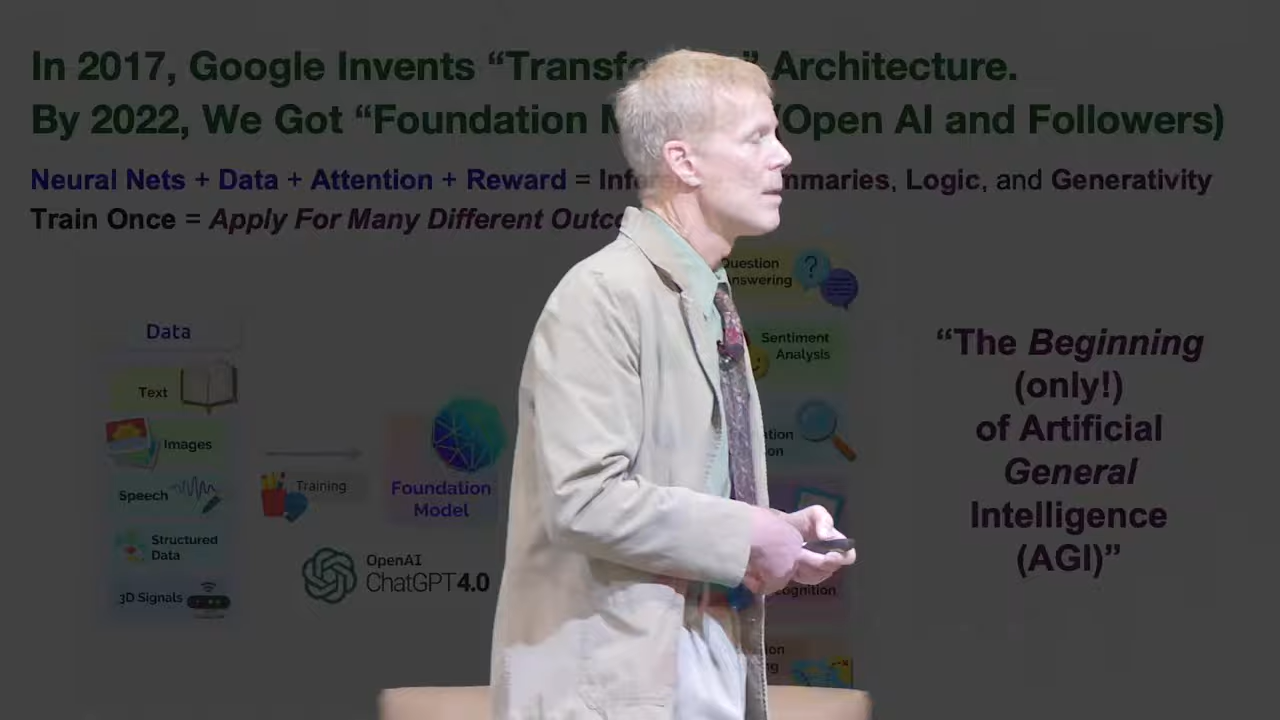 In 2017, Google Invents “Transfo ” Architecture.
By 2022, We Got “Foundation M (Open AI and Followers)
Neural Nets + Data + Attention + Reward = Inf mmaries, Logic, and Generativity
Train Once = Apply For Many Different Outco
Question
Answering
Data
Text
Images
Speech
Structured
Data
3D Signals
Training
Foundation
Model
OpenAI
ChatGPT4.0
Sentiment
Analysis
“The Beginning
(only!)
of Artificial
General
Intelligence
(AGI)”